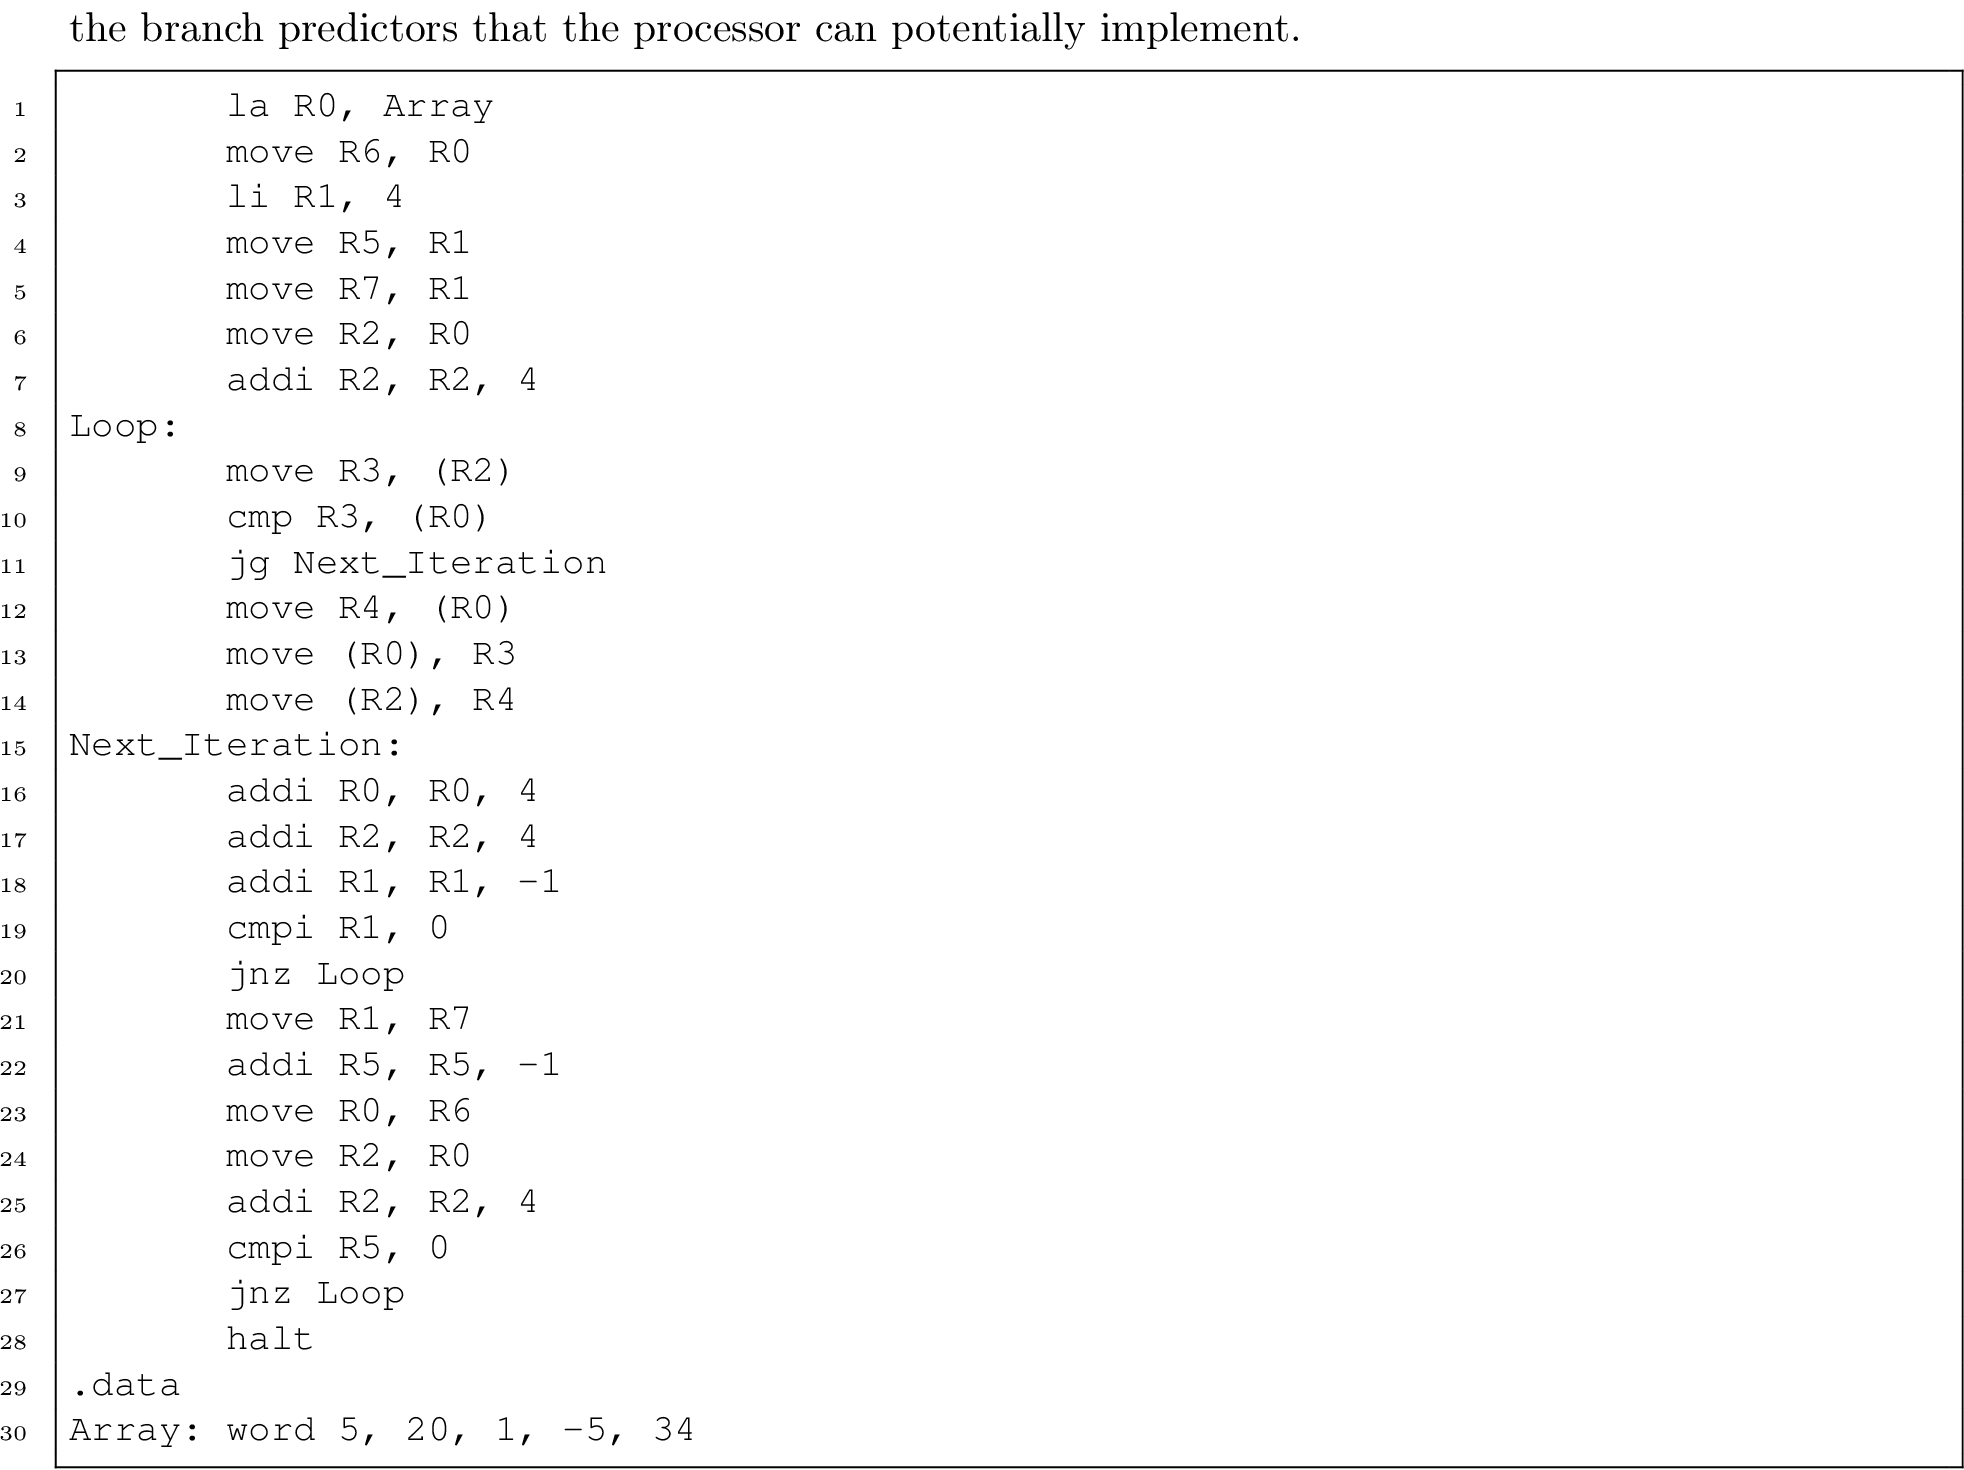 the branch predictors that the processor can potentially implement.
1 la R0, Array
2 move R6, R0
3 li R1, 4
4 move R5, R1
5 move R7, R1
6 move R2, R0
7 addi R2, R2, 4
8 Loop:
9 move R3, (R2)
10 cmp R3, (R0)
11 jg Next_Iteration
12 move R4, (R0)
13 move (R0), R3
14 move (R2), R4
15 Next_Iteration:
16 addi R0, R0, 4
17 addi R2, R2, 4
18 addi R1, R1, -1
19 cmpi R1, 0
20 jnz Loop
21 move R1, R7
22 addi R5, R5, -1
23 move R0, R6
24 move R2, R0
25 addi R2, R2, 4
26 cmpi R5, 0
27 jnz Loop
28 halt
29 .data
30 Array: word 5, 20, 1, -5, 34